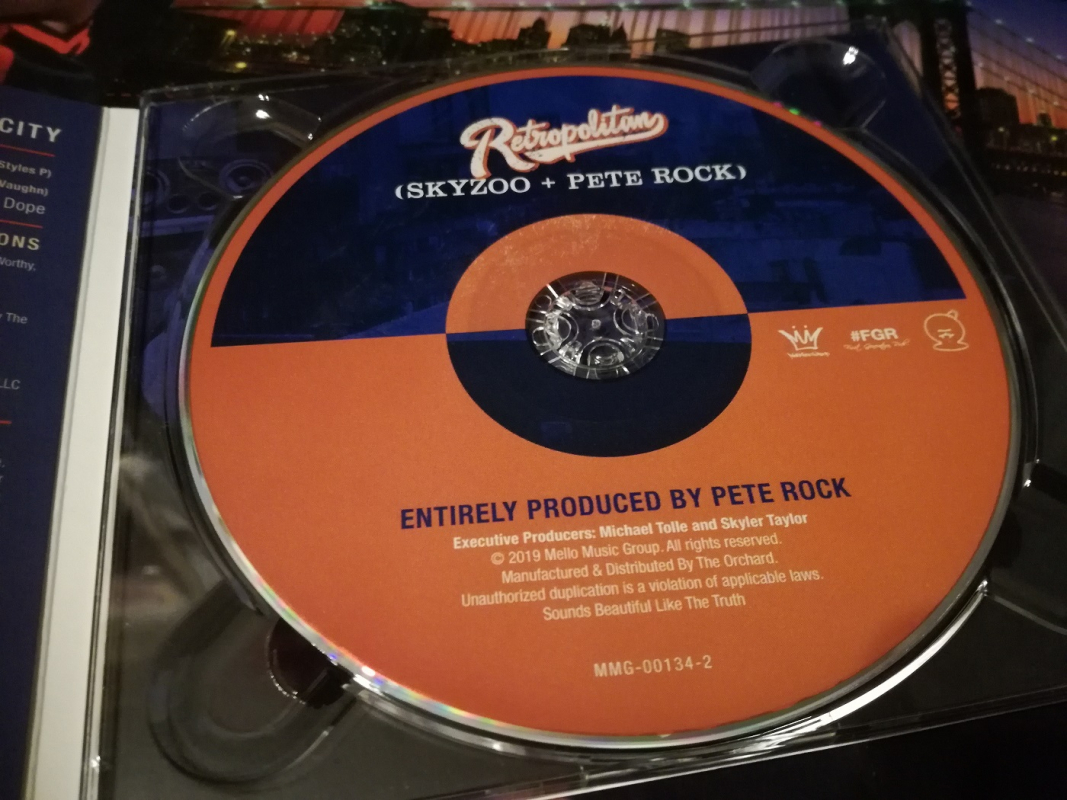 CITY
Styles P)
Vaughn)
Dope
ONS
Worthy,
The
LLC
Retropolitan
(SKYZOO + PETE ROCK)
#FGR
ENTIRELY PRODUCED BY PETE ROCK
Executive Producers: Michael Tolle and Skyler Taylor
© 2019 Mello Music Group. All rights reserved.
Manufactured & Distributed By The Orchard.
Unauthorized duplication is a violation of applicable laws.
Sounds Beautiful Like The Truth
MMG-00134-2